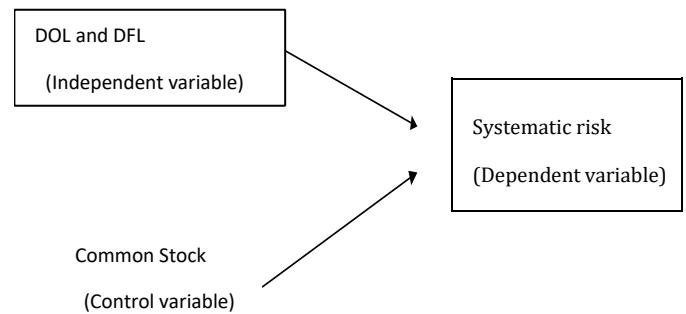 DOL and DFL
(Independent variable)
Systematic risk
(Dependent variable)
Common Stock
(Control variable)